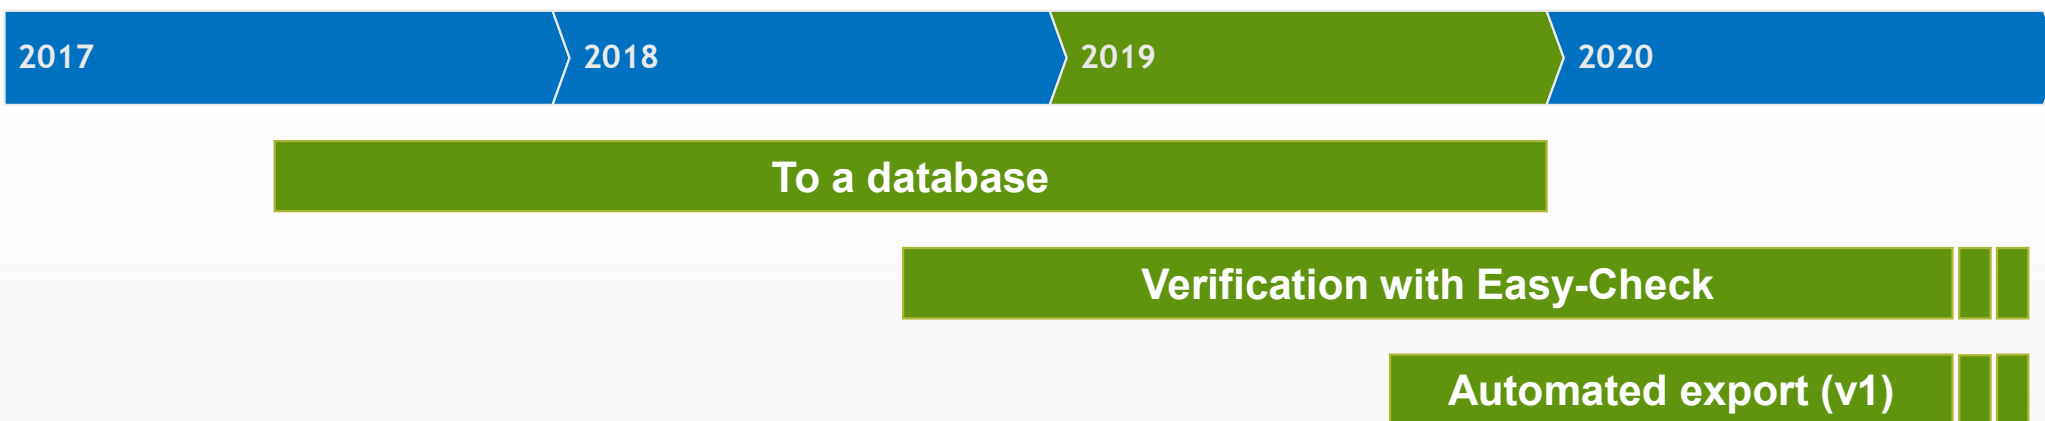 2017
2018
2019
2020
To a database
Verification with Easy-Check
Automated export (v1)